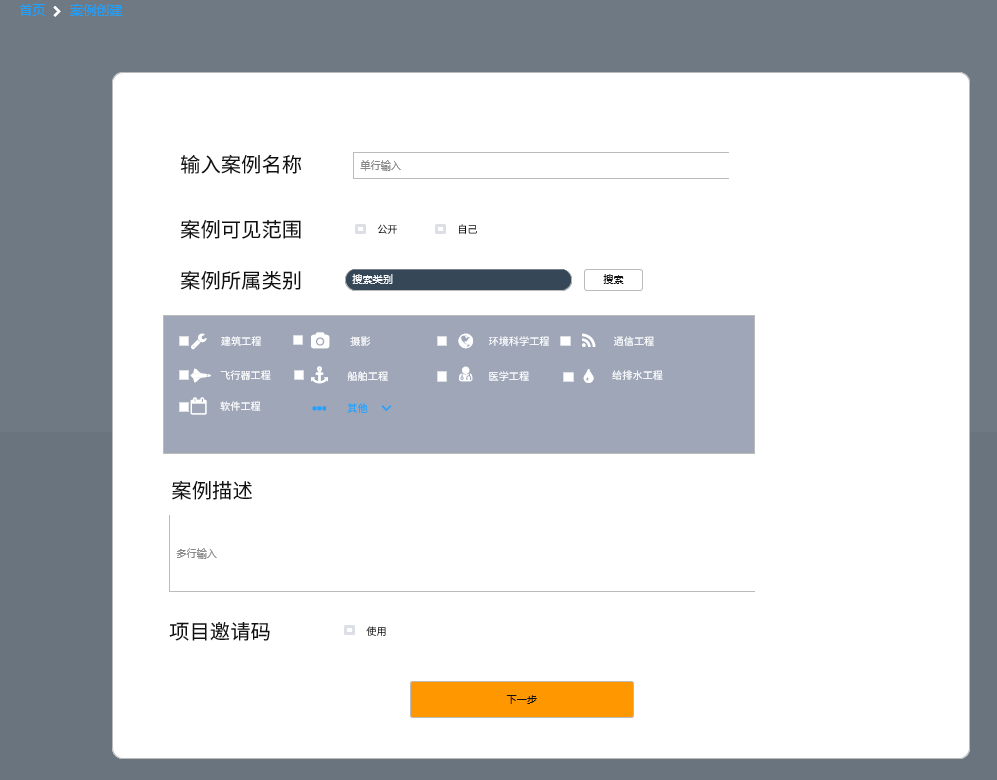 首页 案例创建
输入案例名称 单行输入
案例可见范围 公开 自己
案例所属类别 搜索类别 搜索
建筑工程 摄影 环境科学工程 通信工程
飞行器工程 船舶工程 医学工程 给排水工程
软件工程 其他
案例描述
多行输入
项目邀请码 使用
下一步